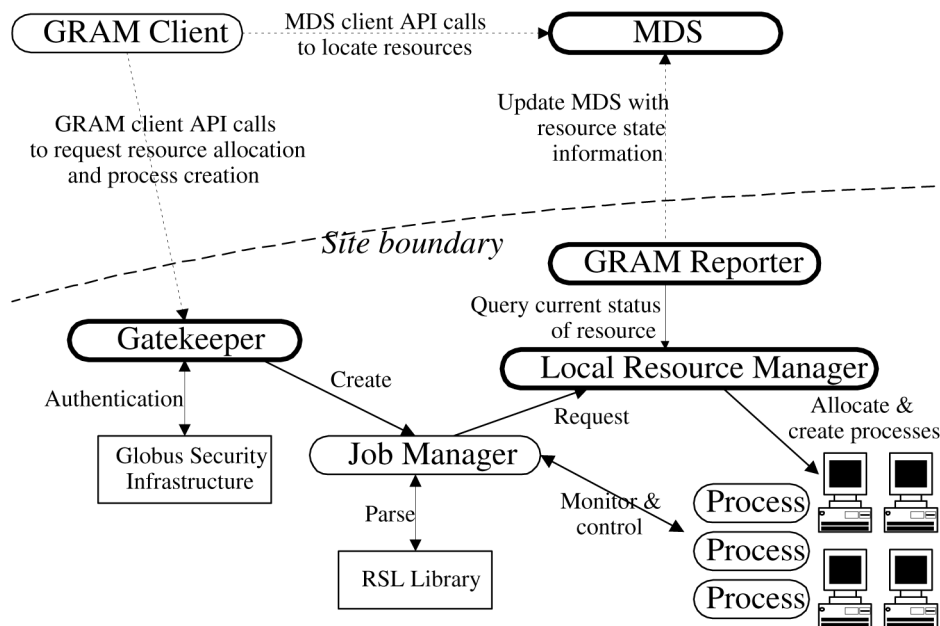 GRAM Client
MDS client API calls
to locate resources
MDS
GRAM client API calls
to request resource allocation
and process creation
Update MDS with
resource state
information
Site boundary
GRAM Reporter
Query current status
of resource
Gatekeeper
Local Resource Manager
Authentication
Create
Request
Allocate &
create processes
Globus Security
Infrastructure
Job Manager
Monitor &
control
Parse
RSL Library
Process
Process
Process